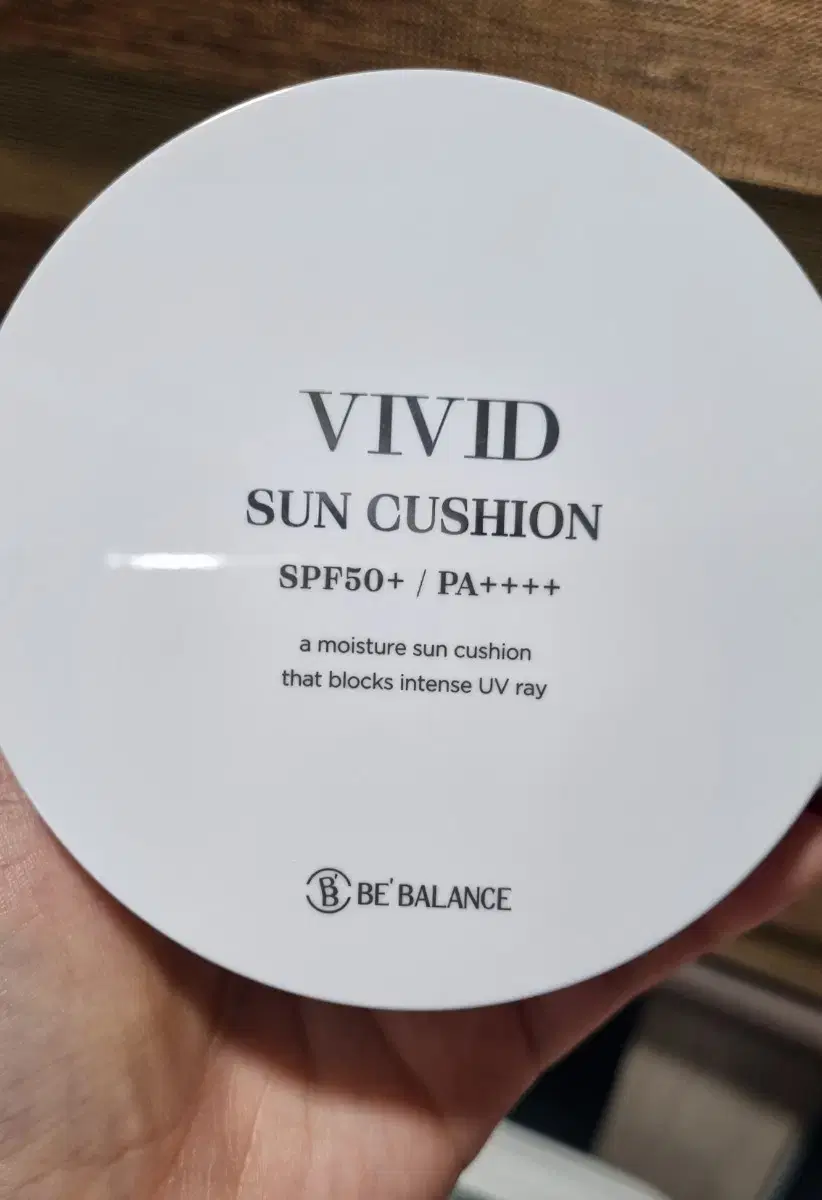 VIVID
SUN CUSHION
SPF50+ / PA++++
a moisture sun cushion
that blocks intense UV ray
B' BE' BALANCE